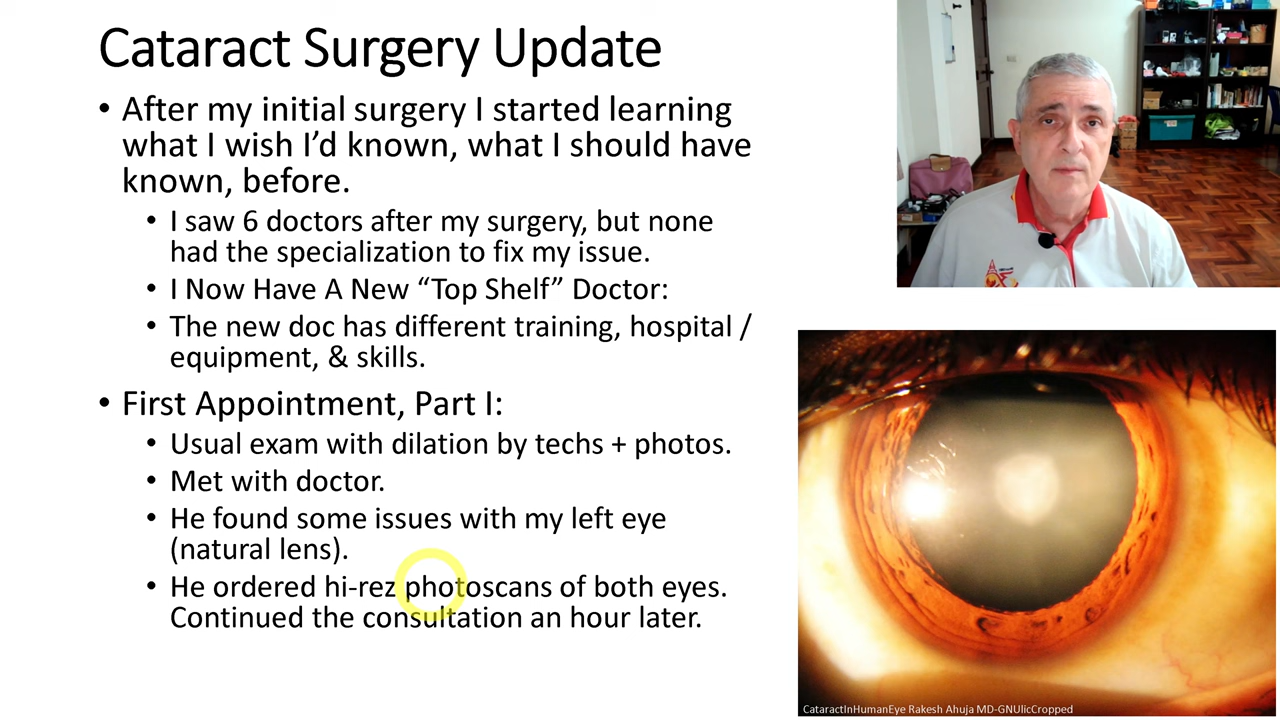 Cataract Surgery Update
• After my initial surgery I started learning
what I wish I’d known, what I should have
known, before.
• I saw 6 doctors after my surgery, but none
had the specialization to fix my issue.
• I Now Have A New “Top Shelf” Doctor:
• The new doc has different training, hospital /
equipment, & skills.
• First Appointment, Part I:
• Usual exam with dilation by techs + photos.
• Met with doctor.
• He found some issues with my left eye
(natural lens).
• He ordered hi-rez photoscans of both eyes.
Continued the consultation an hour later.
CataractInHumanEye Rakesh Ahuja MD-GNUlicCropped